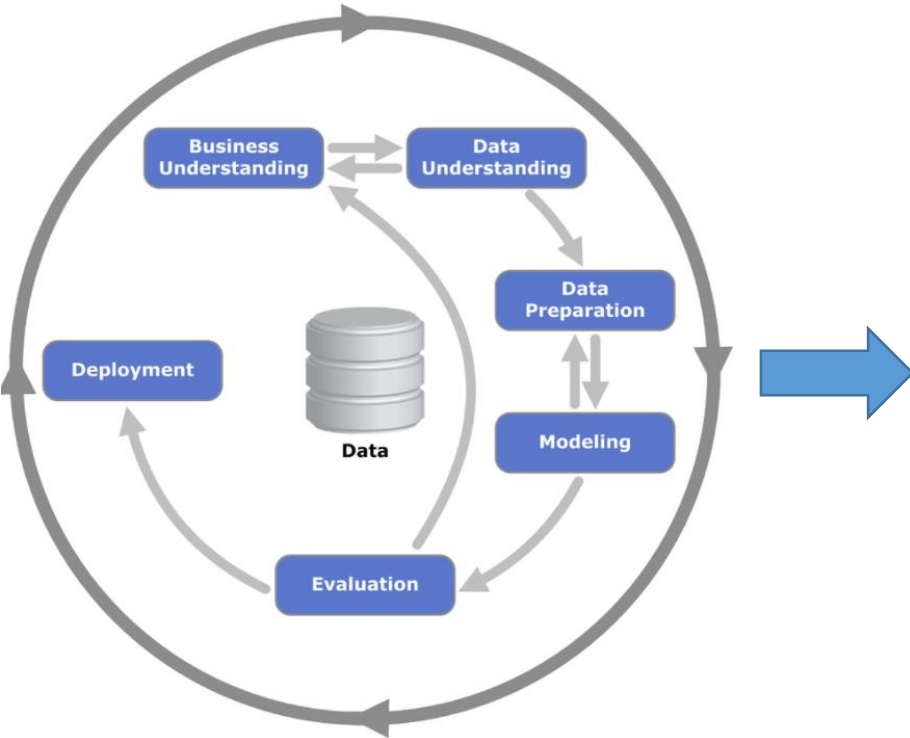 Business
Understanding
Data
Understanding
Data
Preparation
Deployment
Modeling
Data
Evaluation